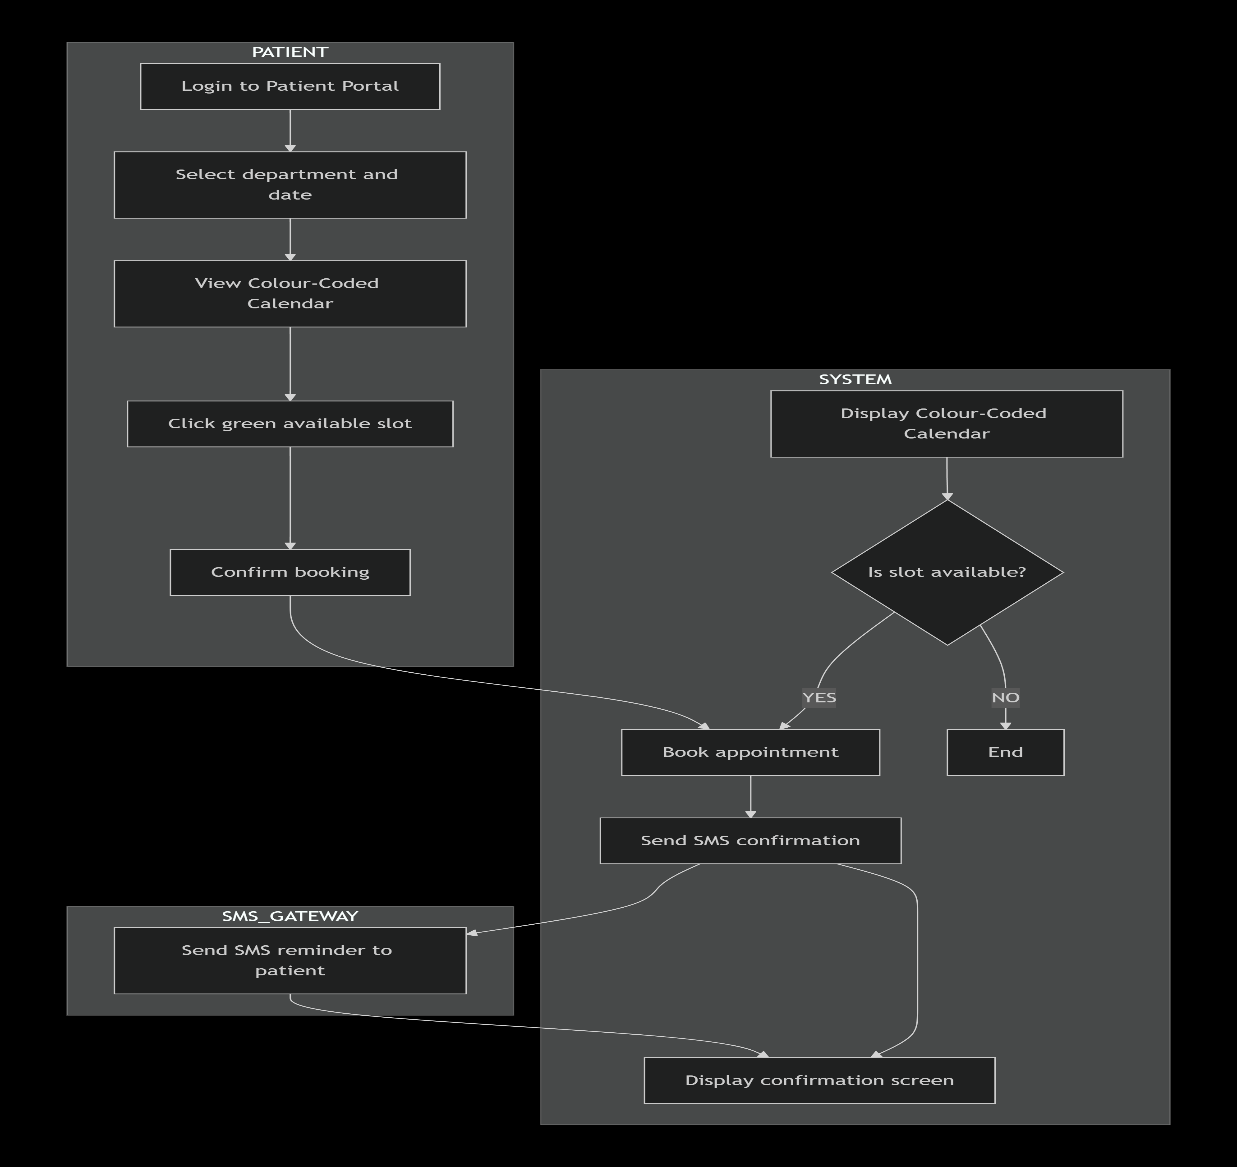 PATIENT
Login to Patient Portal
Select department and
date
View Colour-Coded
Calendar
Click green available slot
Confirm booking
SYSTEM
Display Colour-Coded
Calendar
Is slot available?
YES
NO
Book appointment
End
Send SMS confirmation
SMS_GATEWAY
Send SMS reminder to
patient
Display confirmation screen